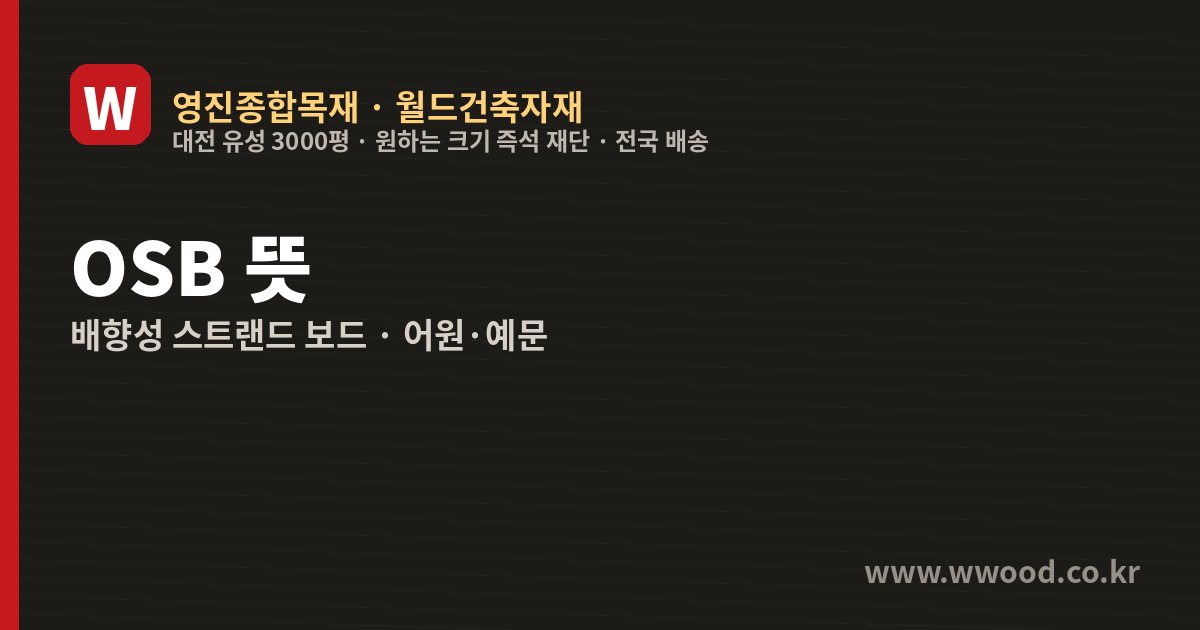 W
영진종합목재 · 월드건축자재
대전 유성 3000평 · 원하는 크기 즉석 재단 · 전국 배송
OSB 뜻
배향성 스트랜드 보드 · 어원·예문
www.wwood.co.kr